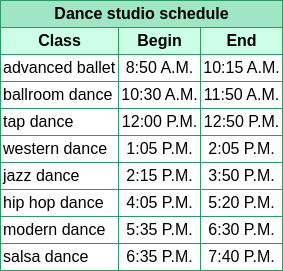 Dance studio schedule
Class Begin End
advanced ballet 8:50 A.M. 10:15 A.M.
ballroom dance 10:30 A.M. 11:50 A.M.
tap dance 12:00 P.M. 12:50 P.M.
western dance 1:05 P.M. 2:05 P.M.
jazz dance 2:15 P.M. 3:50 P.M.
hip hop dance 4:05 P.M. 5:20 P.M.
modern dance 5:35 P.M. 6:30 P.M.
salsa dance 6:35 P.M. 7:40 P.M.